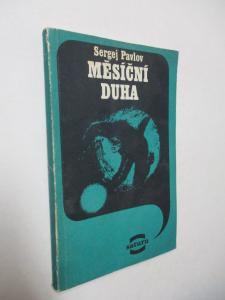 Sergej Pavlov
MĚSÍČNÍ
DUHA
saturn